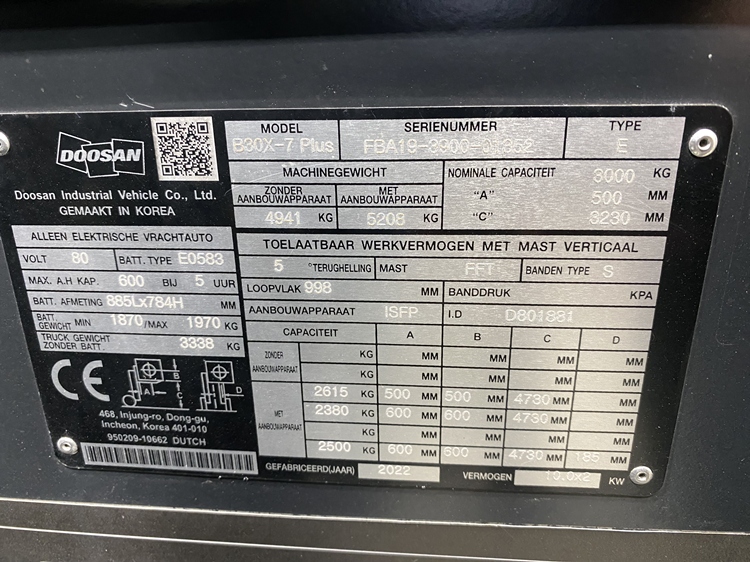 DOOSAN
Doosan Industrial Vehicle Co., Ltd.
GEMAAKT IN KOREA
MODEL SERIENUMMER TYPE
B30X-7 Plus FBA19-2900- E
MACHINEGEWICHT
ZONDER AANBOUWAPPARAAT MET AANBOUWAPPARAAT
4941 KG 5208 KG
NOMINALE CAPACITEIT 3000 KG
"A" 500 MM
"C" 3230 MM
ALLEEN ELEKTRISCHE VRACHTAUTO
VOLT 80 BATT. TYPE E0583
MAX. A.H KAP. 600 BIJ 5 UUR
BATT. AFMETING 885Lx784H MM
BATT. GEWICHT MIN 1870/MAX 1970 KG
TRUCK GEWICHT ZONDER BATT. 3338 KG
TOELAATBAAR WERKVERMOGEN MET MAST VERTICAAL
5 °TERUGHELLING MAST FFT BANDEN TYPE S
LOOPVLAK 998 MM BANDDRUK KPA
AANBOUWAPPARAAT ISFP I.D D801881
CAPACITEIT A B C D
ZONDER AANBOUWAPPARAAT
KG MM MM MM MM
KG MM MM MM MM
MET AANBOUWAPPARAAT
2615 KG 500 MM 500 MM 4730 MM MM
2380 KG 600 MM 600 MM 4730 MM MM
KG MM MM MM MM
2500 KG 600 MM 600 MM 4730 MM 185 MM
GEFABRICEERD(JAAR) 2022 VERMOGEN 10.0x2 KW
CE
A B C D
468, Injung-ro, Dong-gu,
Incheon, Korea 401-010
950209-10662 DUTCH